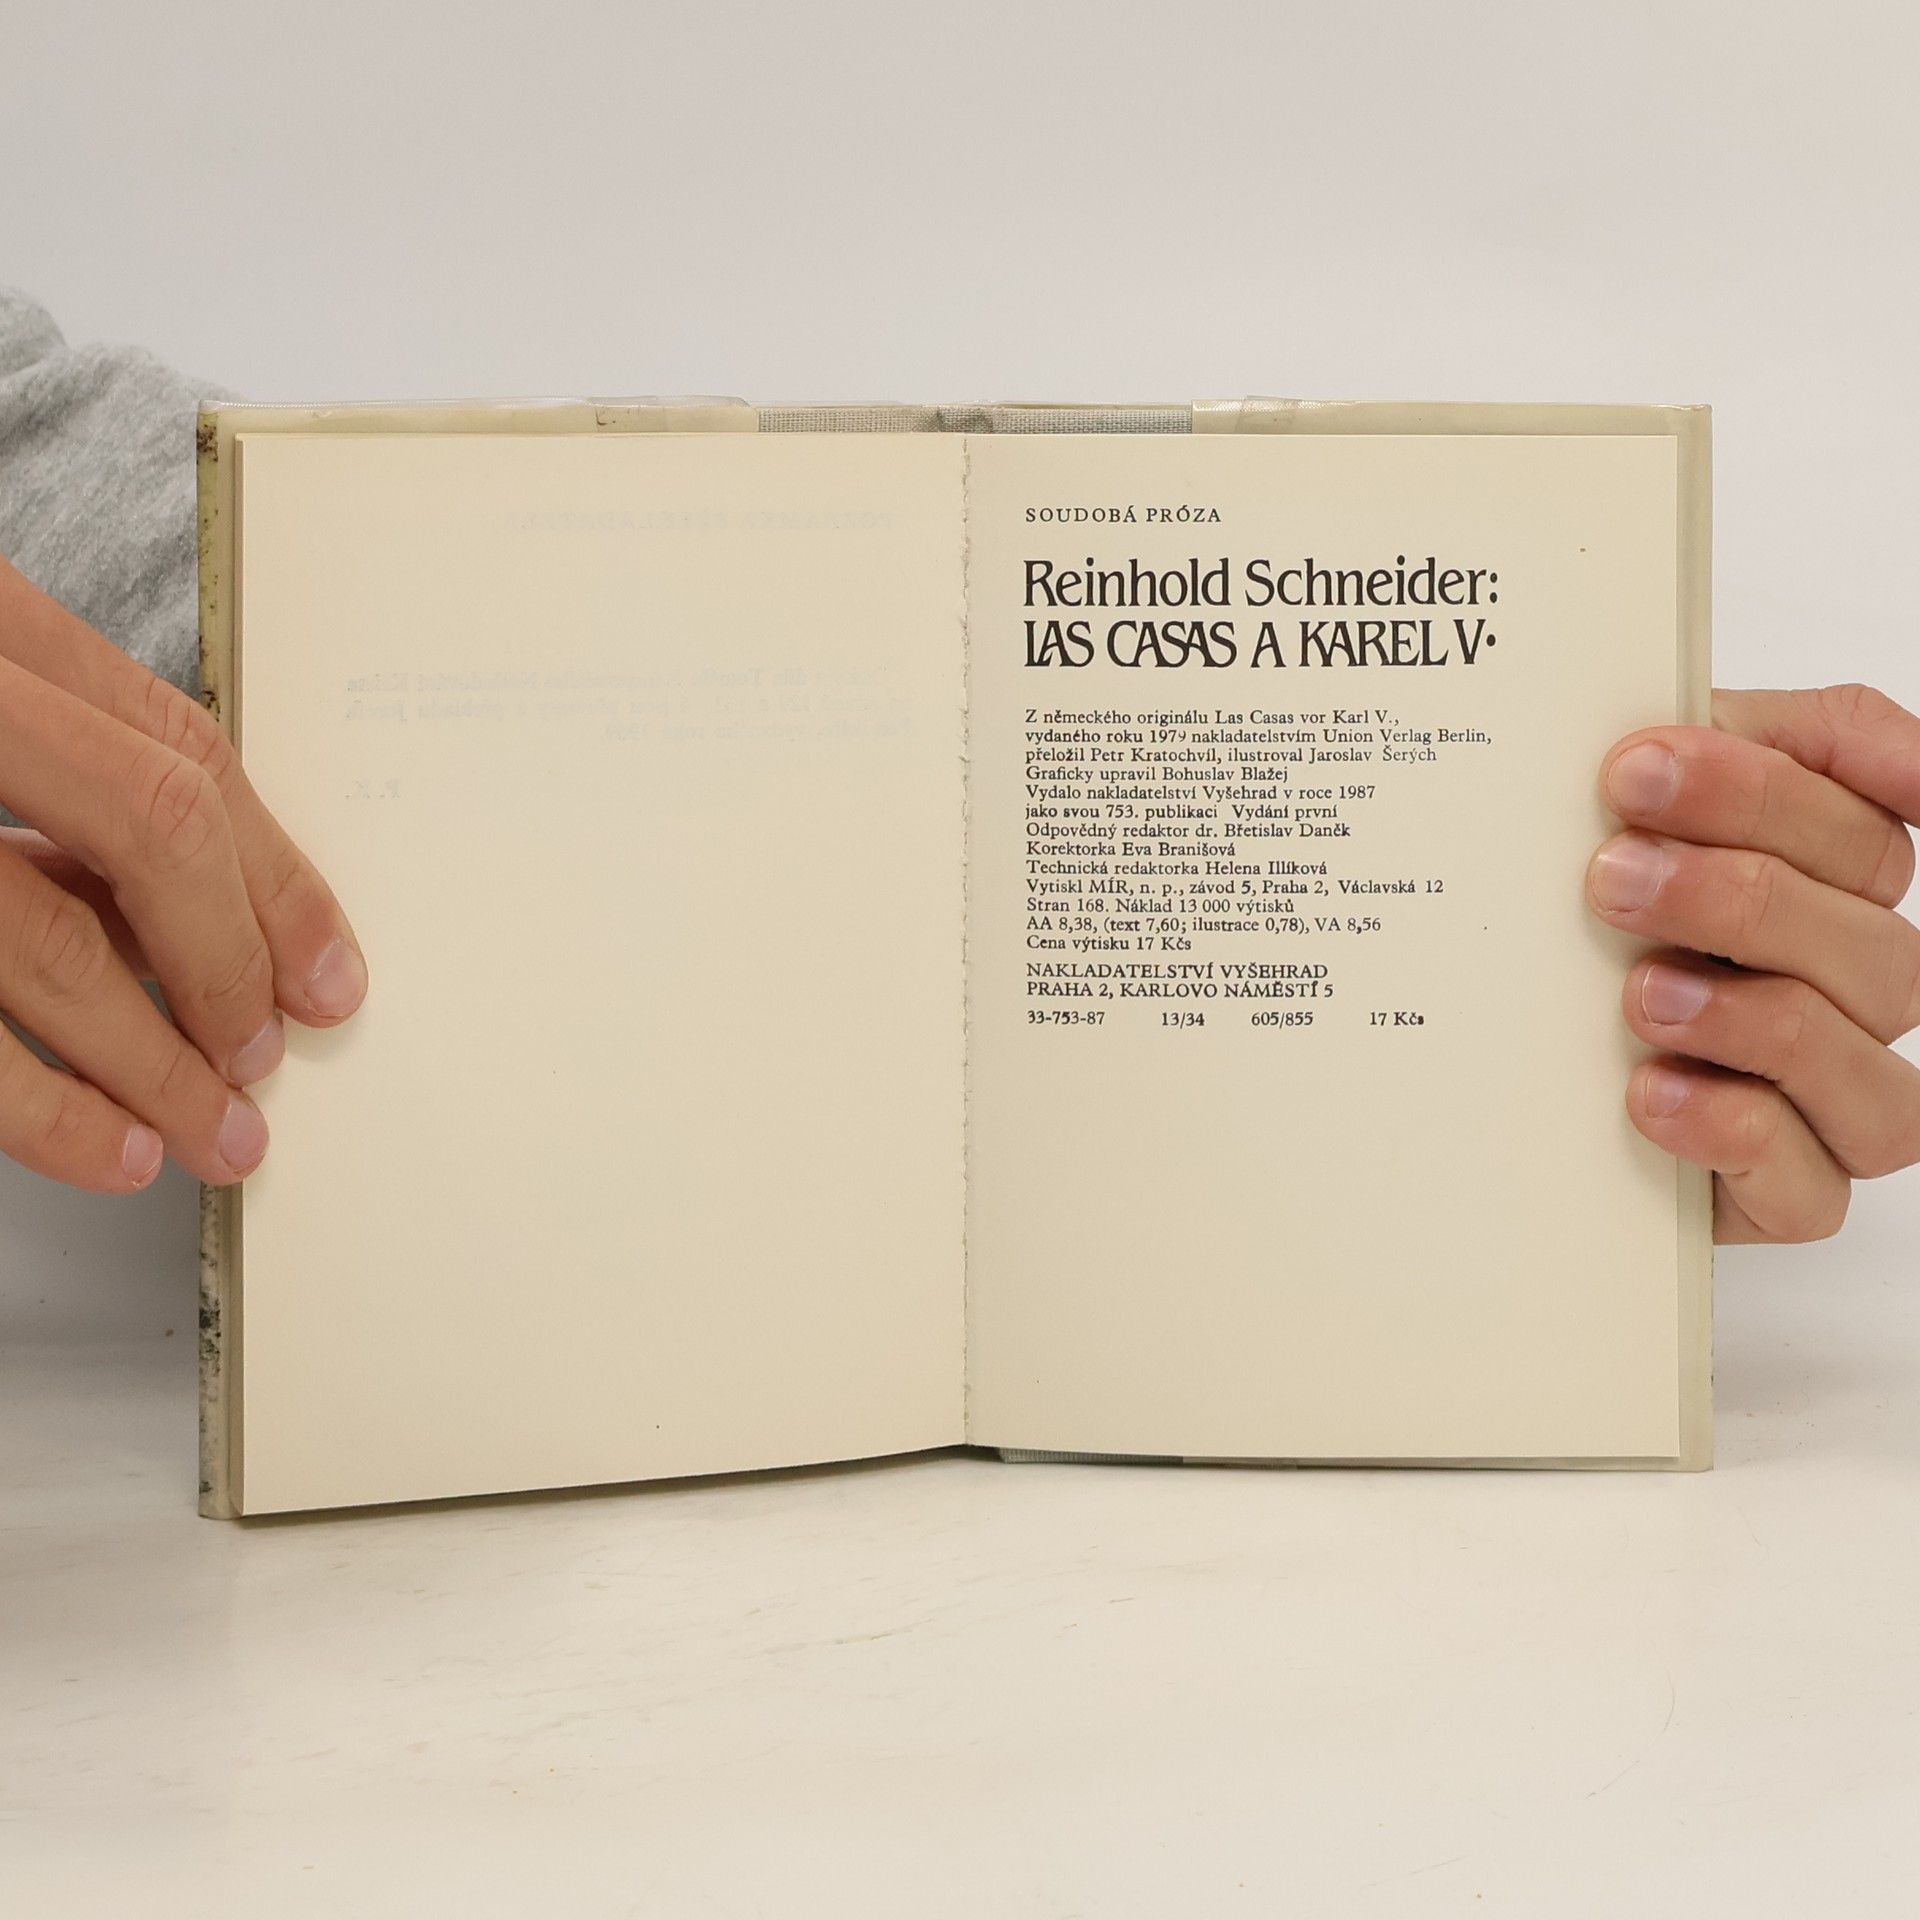 SOUDOBÁ PRÓZA
Reinhold Schneider:
LAS CASAS A KAREL V.
Z německého originálu Las Casas vor Karl V.,
vydaného roku 1979 nakladatelstvím Union Verlag Berlin,
přeložil Petr Kratochvíl, ilustroval Jaroslav Šerých
Graficky upravil Bohuslav Blažej
Vydalo nakladatelství Vyšehrad v roce 1987
jako svou 753. publikaci Vydání první
Odpovědný redaktor dr. Břetislav Daněk
Korektorka Eva Branišová
Technická redaktorka Helena Illíková
Vytiskl MÍR, n. p., závod 5, Praha 2, Václavská 12
Stran 168. Náklad 13 000 výtisků
AA 8,38, (text 7,60; ilustrace 0,78), VA 8,56
Cena výtisku 17 Kčs
NAKLADATELSTVÍ VYŠEHRAD
PRAHA 2, KARLOVO NÁMĚSTÍ 5
33-753-87 13/34 605/855 17 Kčs